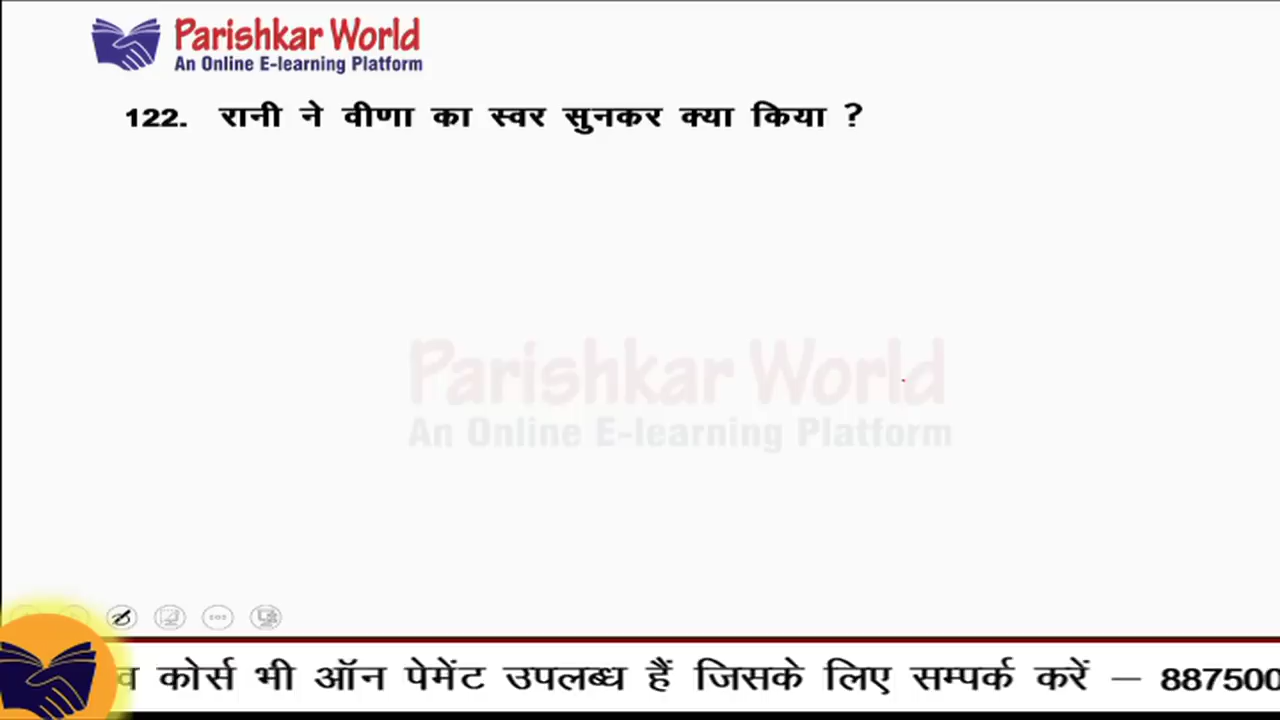 Parishkar World
An Online E-learning Platform
122. रानी ने वीणा का स्वर सुनकर क्या किया ?
Parishkar World
An Online E-learning Platform
व कोर्स भी ऑन पेमेंट उपलब्ध हैं जिसके लिए सम्पर्क करें – 887500